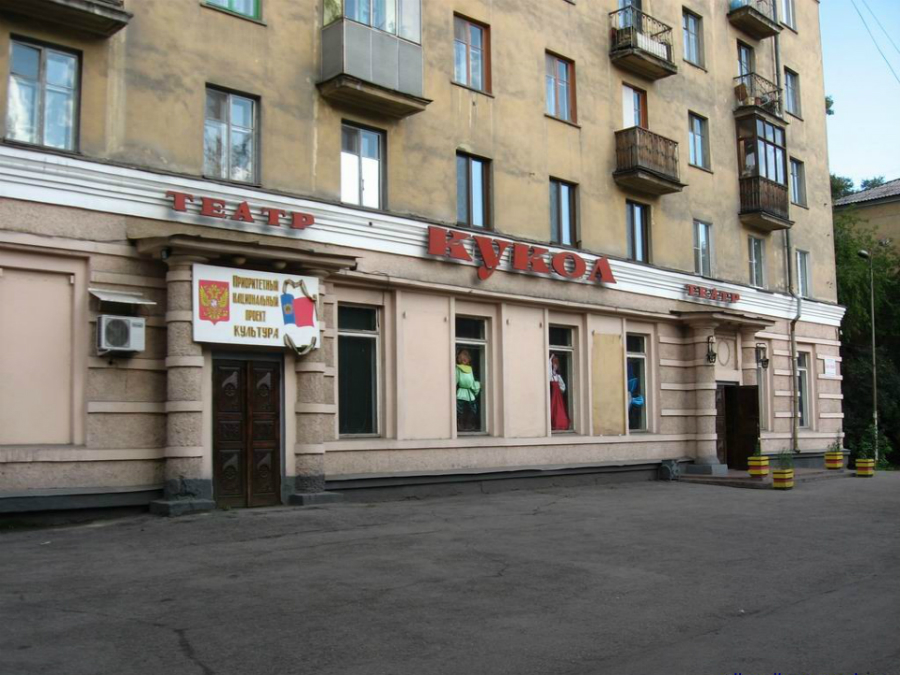 ТЕАТР
КУКОЛ
ТЕАТР
Приоритетный
национальный
проект
культура